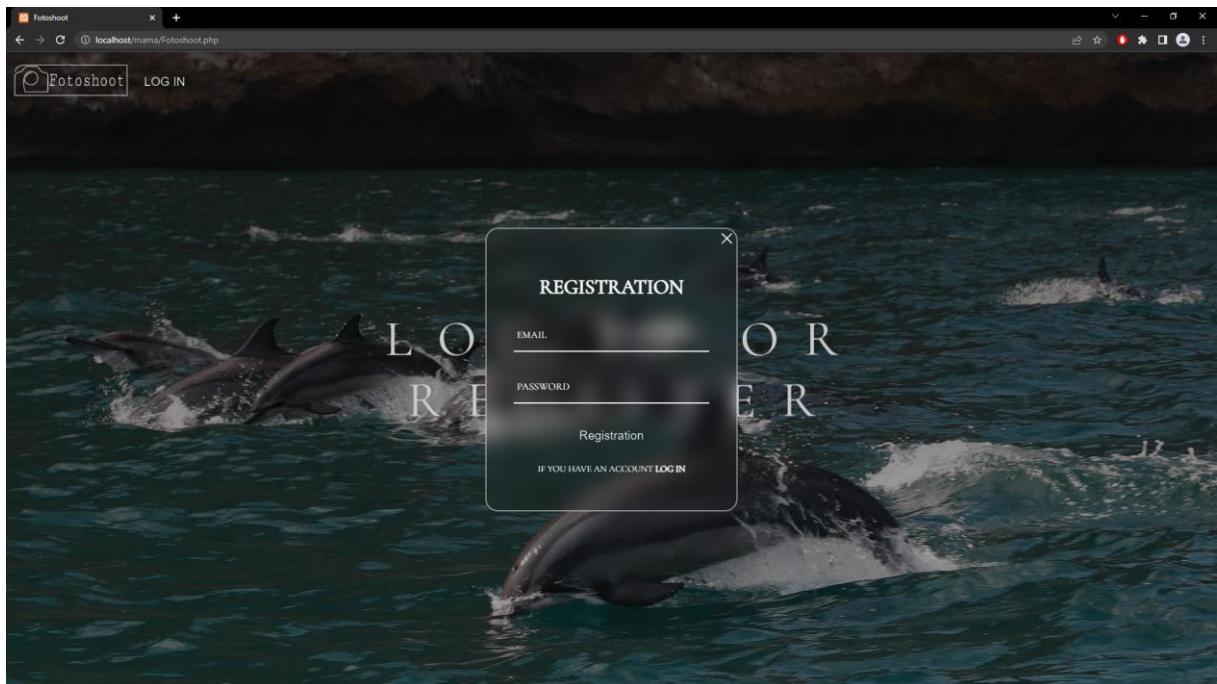 Fotoshoot
localhost/mama/Fotoshoot.php
Fotoshoot
LOG IN
REGISTRATION
EMAIL
PASSWORD
Registration
IF YOU HAVE AN ACCOUNT LOG IN